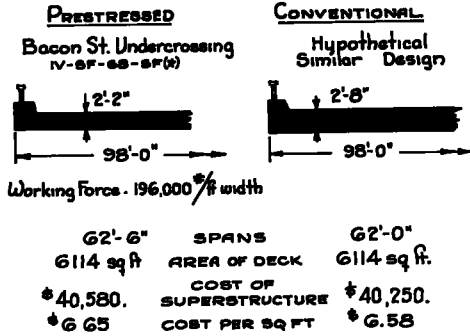 PRESTRESSED
CONVENTIONAL
Bacon St. Undercrossing
IV-SF-68-SF(*)
Hypothetical
Similar Design
2'-2"
2'-8"
98'-0"
98'-0"
Working Force - 196,000 #/ft width
62'-6" SPANS 62'-0"
6114 sq ft AREA OF DECK 6114 sq ft.
$40,580. COST OF SUPERSTRUCTURE $40,250.
$6.65 COST PER SQ FT $6.58